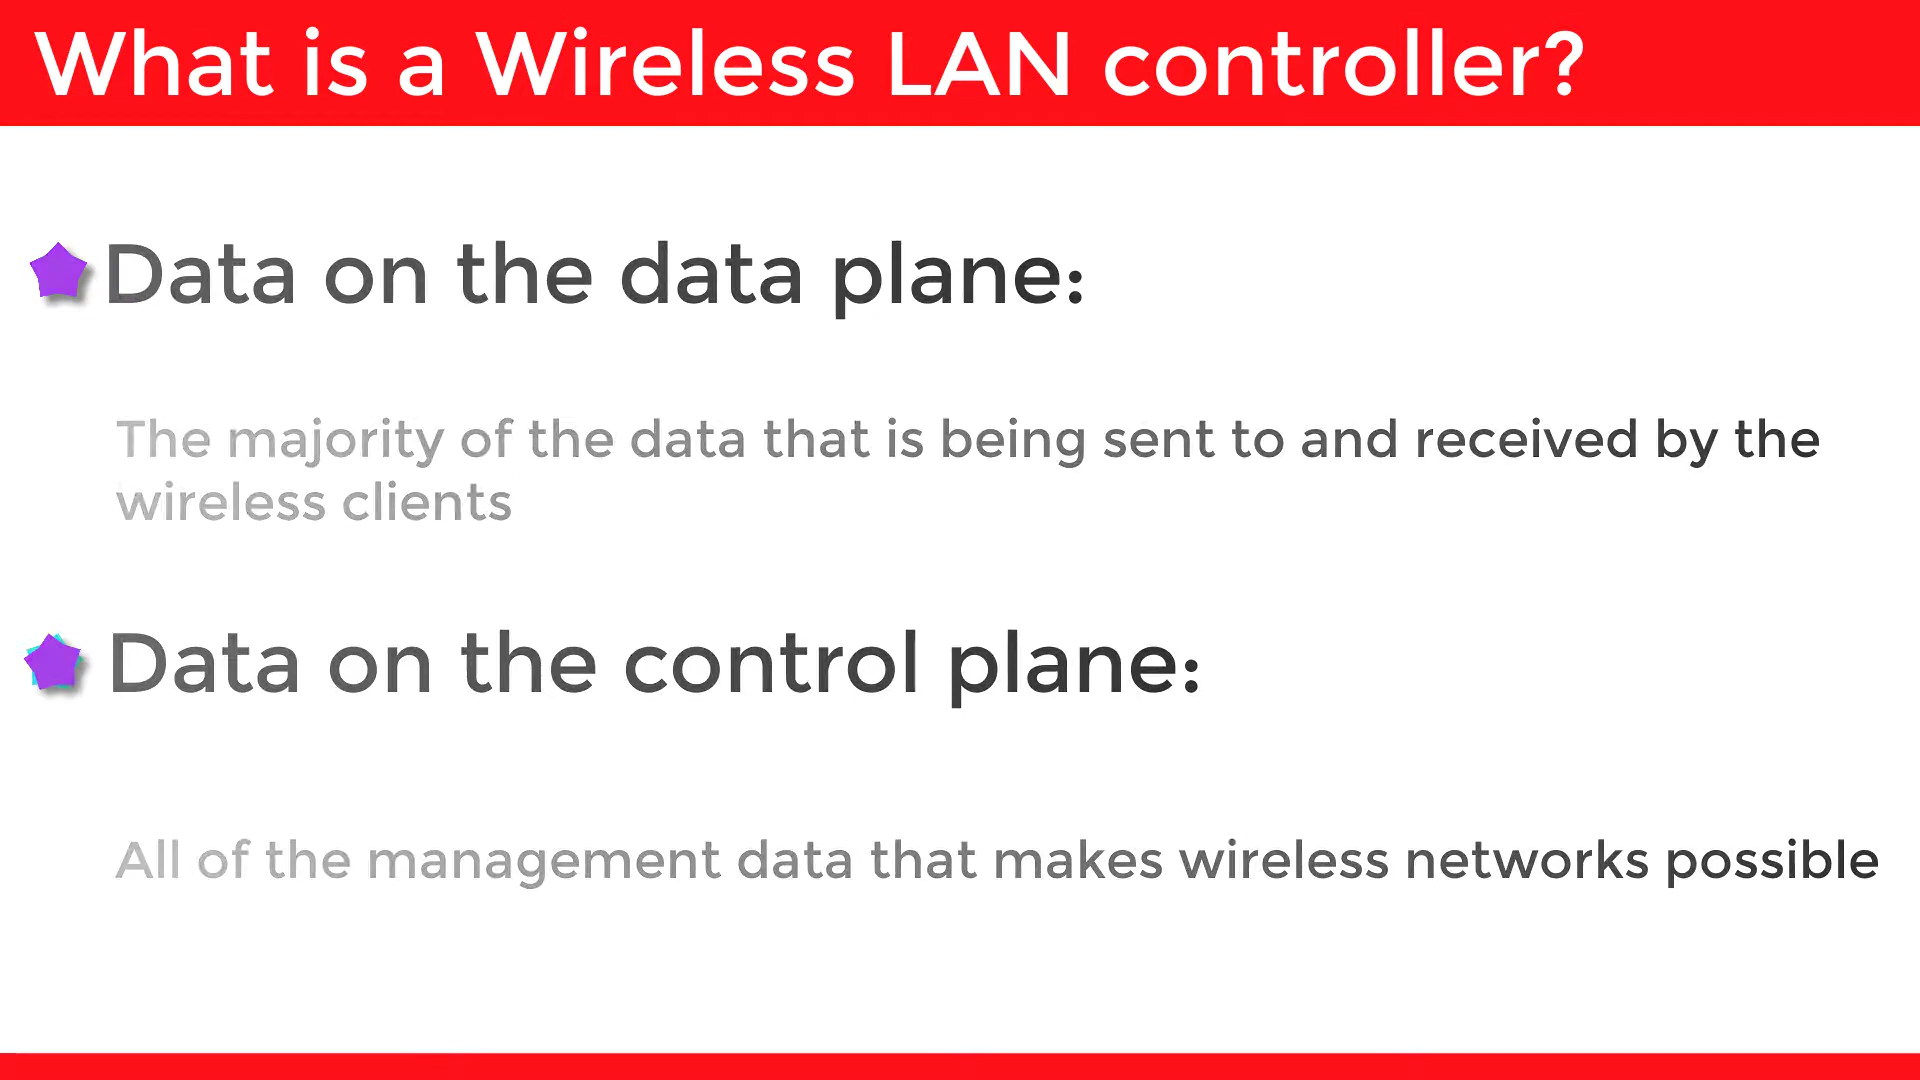 What is a Wireless LAN controller?
Data on the data plane:
The majority of the data that is being sent to and received by the
wireless clients
Data on the control plane:
All of the management data that makes wireless networks possible